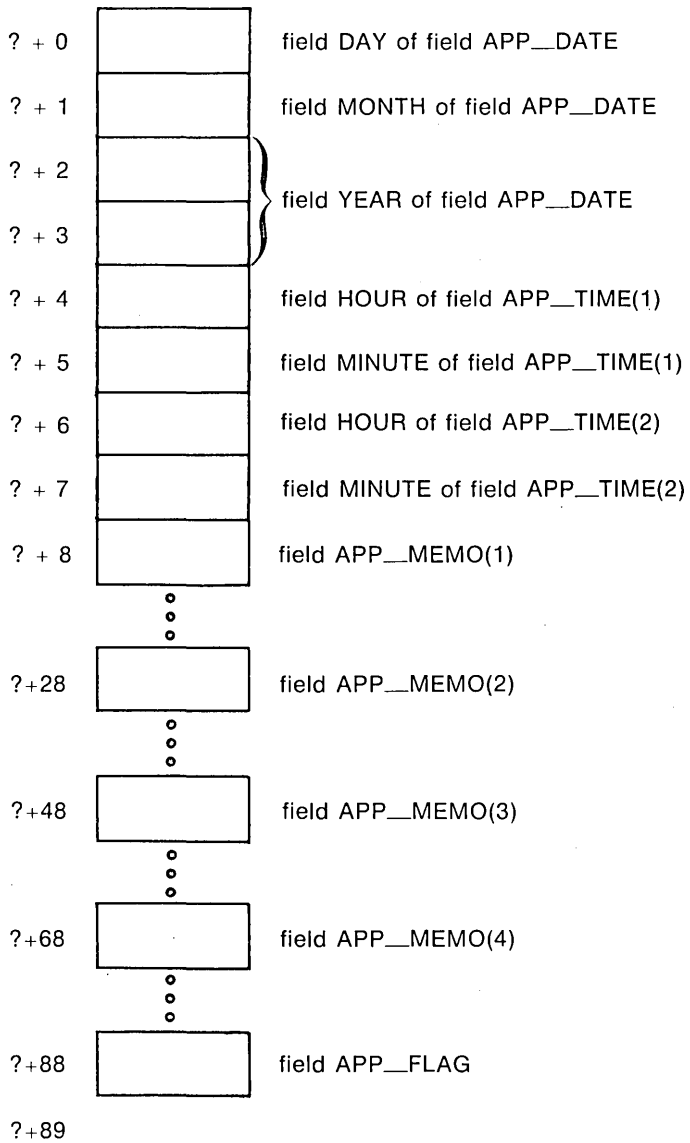 ? + 0 field DAY of field APP__DATE
? + 1 field MONTH of field APP__DATE
? + 2
field YEAR of field APP__DATE
? + 3
? + 4 field HOUR of field APP__TIME(1)
? + 5 field MINUTE of field APP__TIME(1)
? + 6 field HOUR of field APP__TIME(2)
? + 7 field MINUTE of field APP__TIME(2)
? + 8 field APP__MEMO(1)
?+28 field APP__MEMO(2)
?+48 field APP__MEMO(3)
?+68 field APP__MEMO(4)
?+88 field APP__FLAG
?+89